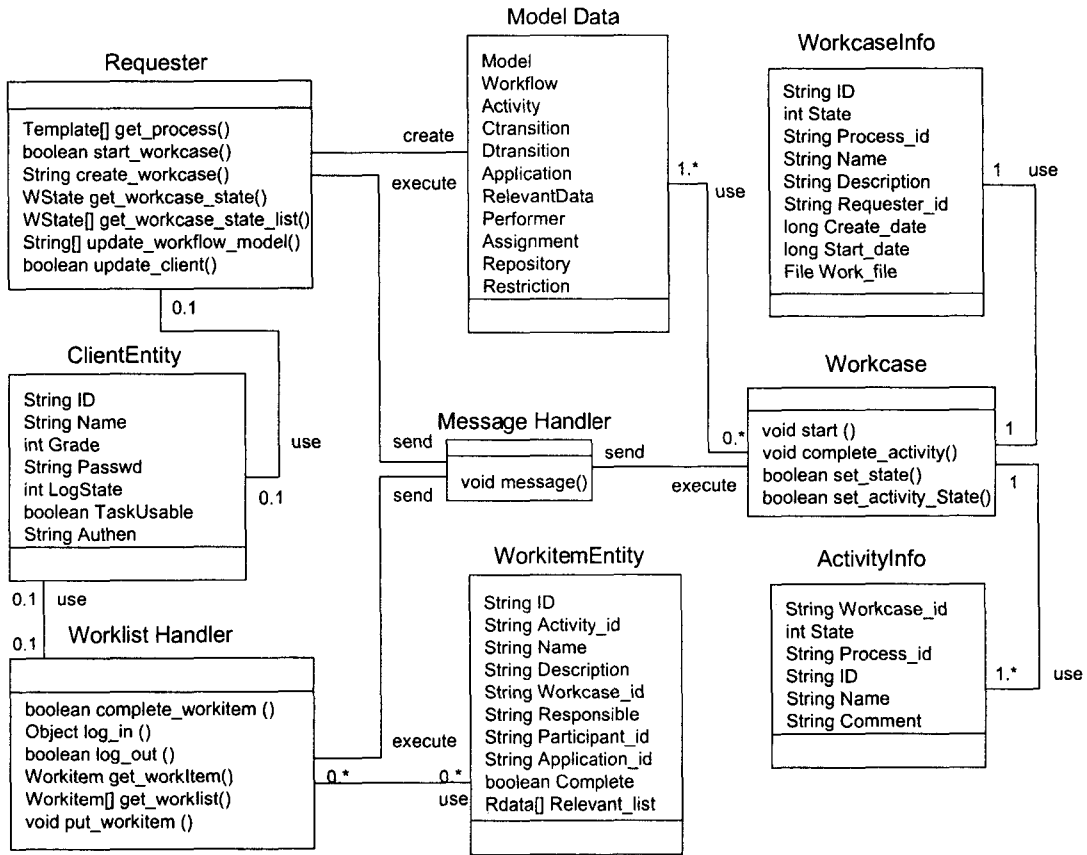 Model Data
Model
Workflow
Activity
Ctransition
Dtransition
Application
RelevantData
Performer
Assignment
Repository
Restriction
Requester
Template[] get_process()
boolean start_workcase()
String create_workcase()
WState get_workcase_state()
WState[] get_workcase_state_list()
String[] update_workflow_model()
boolean update_client()
create
execute
WorkcaseInfo
String ID
int State
String Process_id
String Name
String Description
String Requester_id
long Create_date
long Start_date
File Work_file
1.*
use
1
use
0.1
ClientEntity
String ID
String Name
int Grade
String Passwd
int LogState
boolean TaskUsable
String Authen
use
0.1
Message Handler
void message()
send
send
send
execute
Workcase
void start ()
void complete_activity()
boolean set_state()
boolean set_activity_State()
0.*
1
1
0.1
use
0.1
Worklist Handler
boolean complete_workitem ()
Object log_in ()
boolean log_out ()
Workitem get_workItem()
Workitem[] get_worklist()
void put_workitem ()
execute
0.*
0.*
use
WorkitemEntity
String ID
String Activity_id
String Name
String Description
String Workcase_id
String Responsible
String Participant_id
String Application_id
boolean Complete
Rdata[] Relevant_list
ActivityInfo
String Workcase_id
int State
String Process_id
String ID
String Name
String Comment
1.*
use